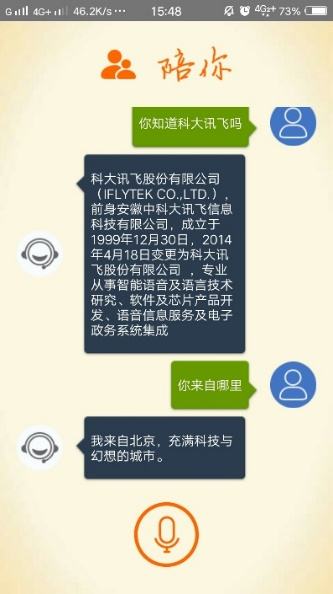 G 4G+ 46.2K/s ··· 15:48 4G 2+ 73%
陪你
你知道科大讯飞吗
科大讯飞股份有限公司
（IFLYTEK CO.,LTD.），
前身安徽中科大讯飞信息
科技有限公司，成立于
1999年12月30日，2014
年4月18日变更为科大讯
飞股份有限公司 ，专业
从事智能语音及语言技术
研究、软件及芯片产品开
发、语音信息服务及电子
政务系统集成
你来自哪里
我来自北京，充满科技与
幻想的城市。